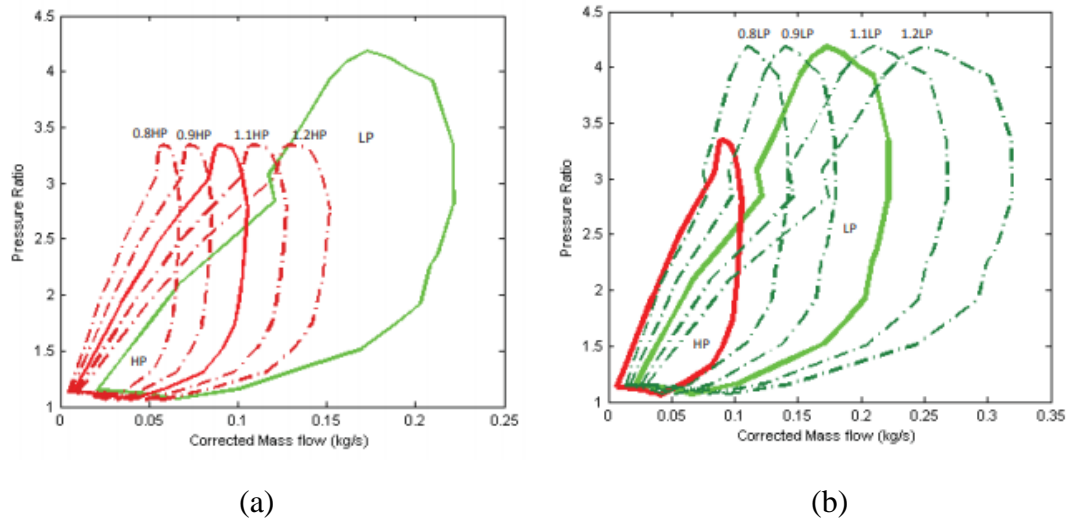 4.5
4
3.5
3
2.5
2
1.5
1
Pressure Ratio
0.8HP 0.9HP 1.1HP 1.2HP
LP
HP
0 0.05 0.1 0.15 0.2 0.25
Corrected Mass flow (kg/s)
(a)
4.5
4
3.5
3
2.5
2
1.5
1
Pressure Ratio
0.8LP 0.9LP 1.1LP 1.2LP
LP
HP
0 0.05 0.1 0.15 0.2 0.25 0.3 0.35
Corrected Mass flow (kg/s)
(b)